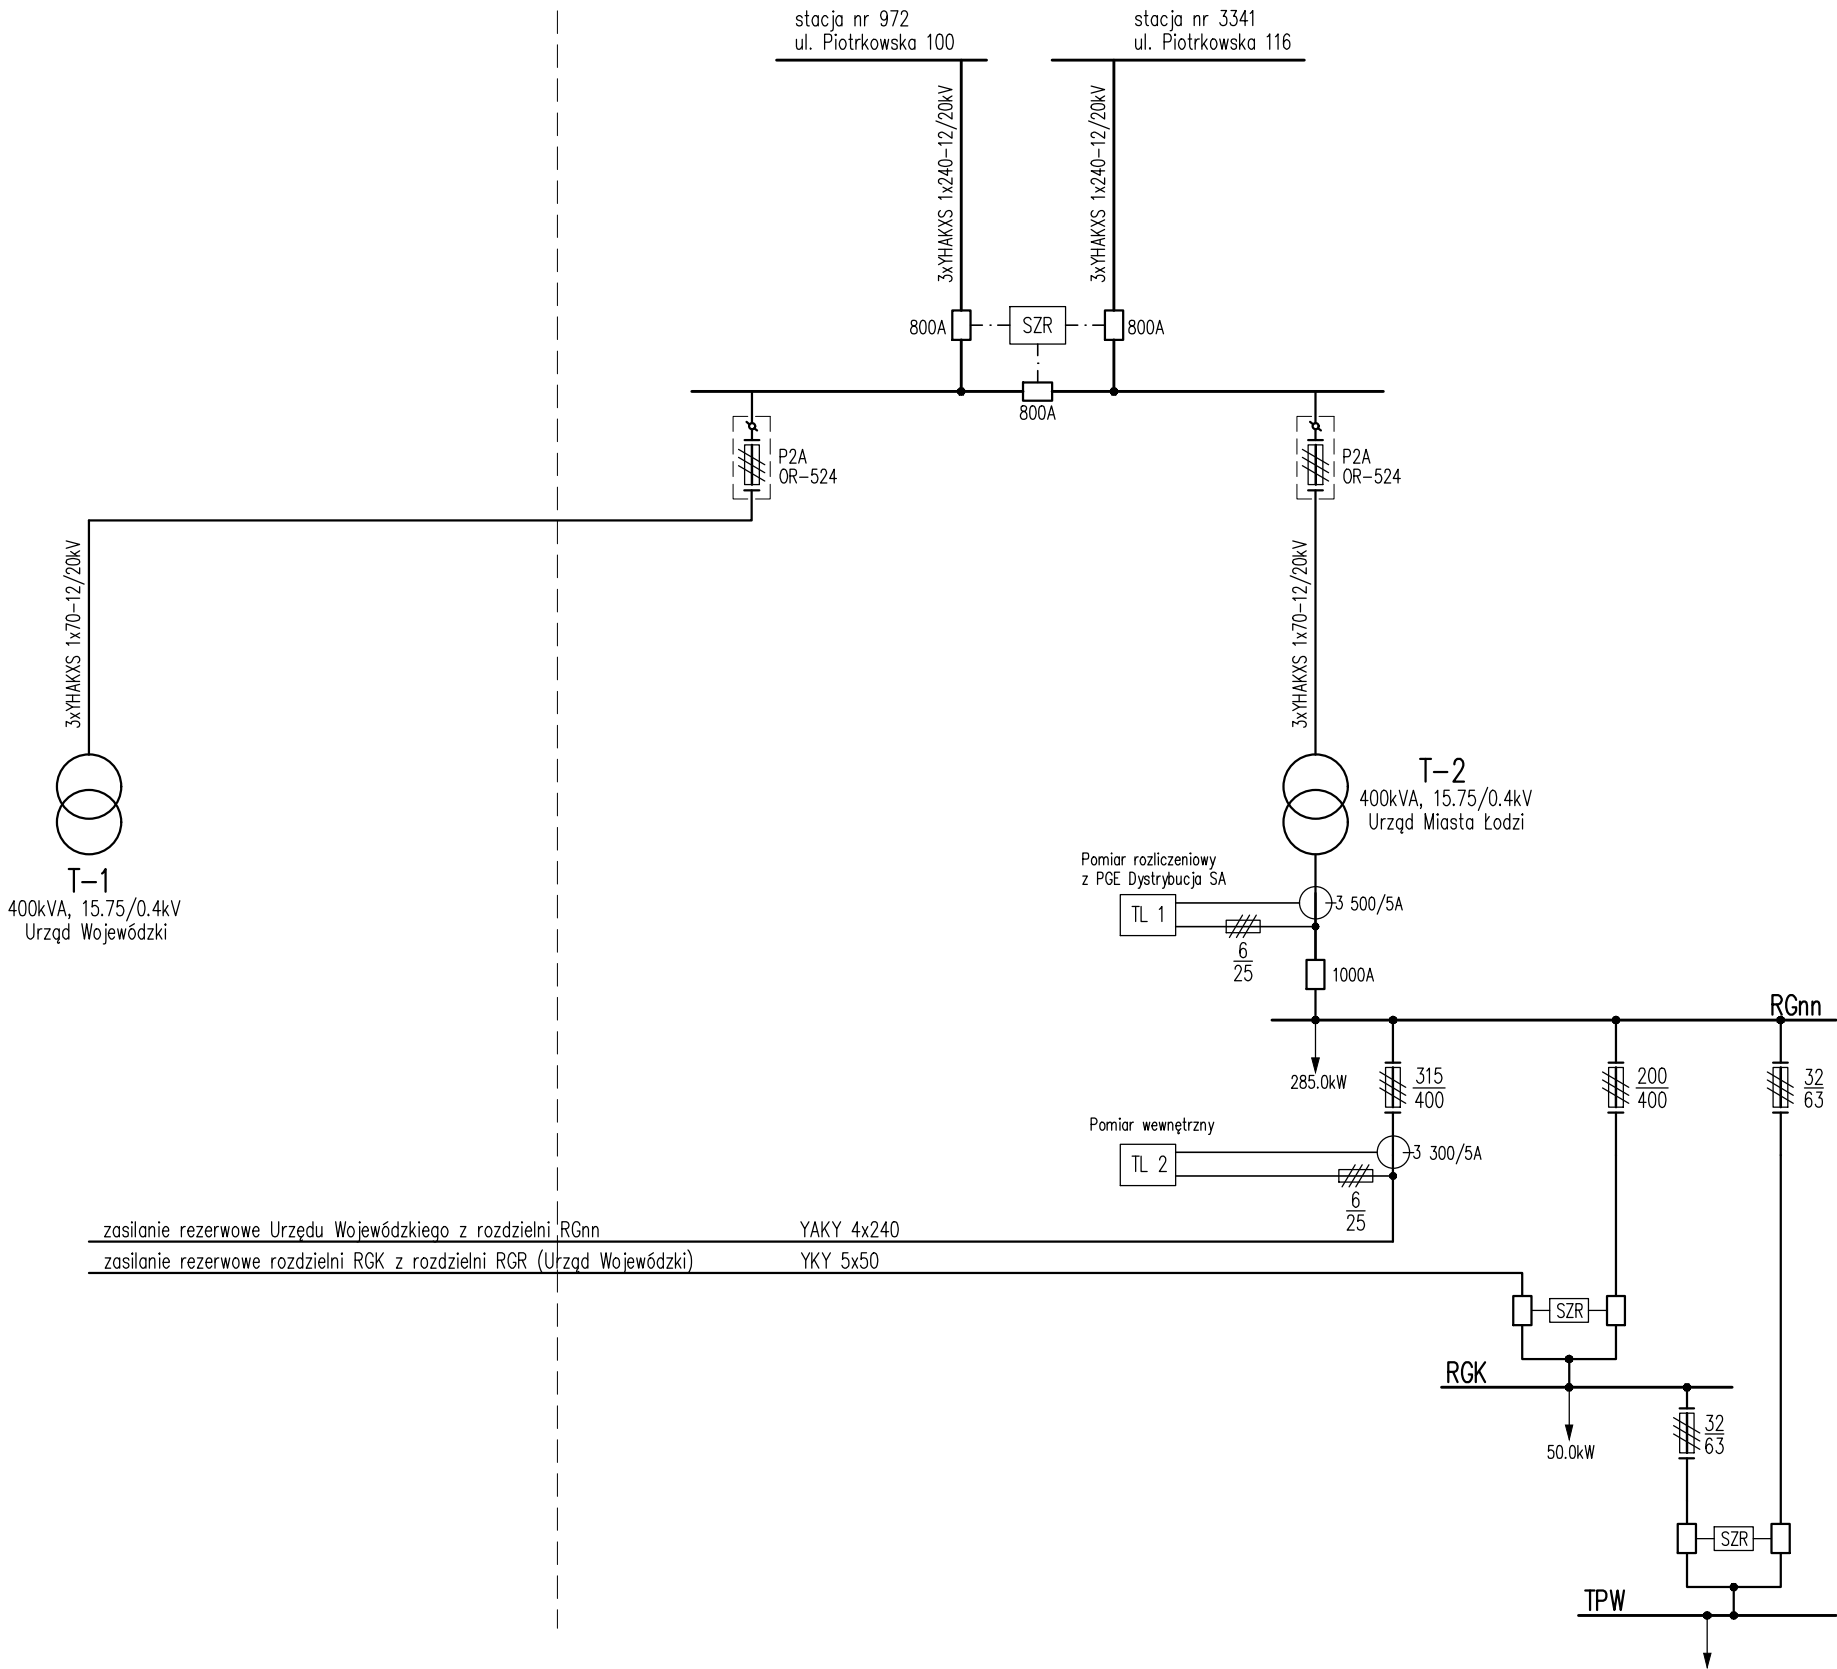 stacja nr 972
ul. Piotrkowska 100
stacja nr 3341
ul. Piotrkowska 116
3xYHAKXS 1x240-12/20kV
3xYHAKXS 1x240-12/20kV
800A
SZR
800A
800A
P2A
OR-524
P2A
OR-524
3xYHAKXS 1x70-12/20kV
3xYHAKXS 1x70-12/20kV
T-1
400kVA, 15.75/0.4kV
Urząd Wojewódzki
T-2
400kVA, 15.75/0.4kV
Urząd Miasta Łodzi
Pomiar rozliczeniowy
z PGE Dystrybucja SA
TL 1
3 500/5A
6
25
1000A
RGnn
285.0kW
315
400
200
400
32
63
Pomiar wewnętrzny
TL 2
3 300/5A
6
25
zasilanie rezerwowe Urzędu Wojewódzkiego z rozdzielni RGnn YAKY 4x240
zasilanie rezerwowe rozdzielni RGK z rozdzielni RGR (Urząd Wojewódzki) YKY 5x50
SZR
RGK
50.0kW
32
63
SZR
TPW